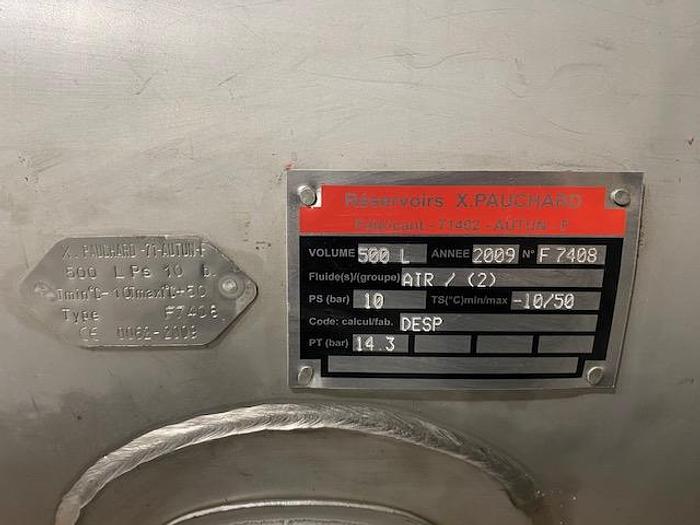 X. PAUCHARD -71-AUTUN-F
500 L Ps 10 b.
Tmin°C-10Tmax°C+50
Type F7408
CE 0062-2009
Réservoirs X.PAUCHARD
Fabricant - 71402 - AUTUN - F
VOLUME 500 L ANNEE 2009 N° F 7408
Fluide(s)/(groupe) AIR / (2)
PS (bar) 10 TS(°C)min/max -10/50
Code: calcul/fab. DESP
PT (bar) 14.3